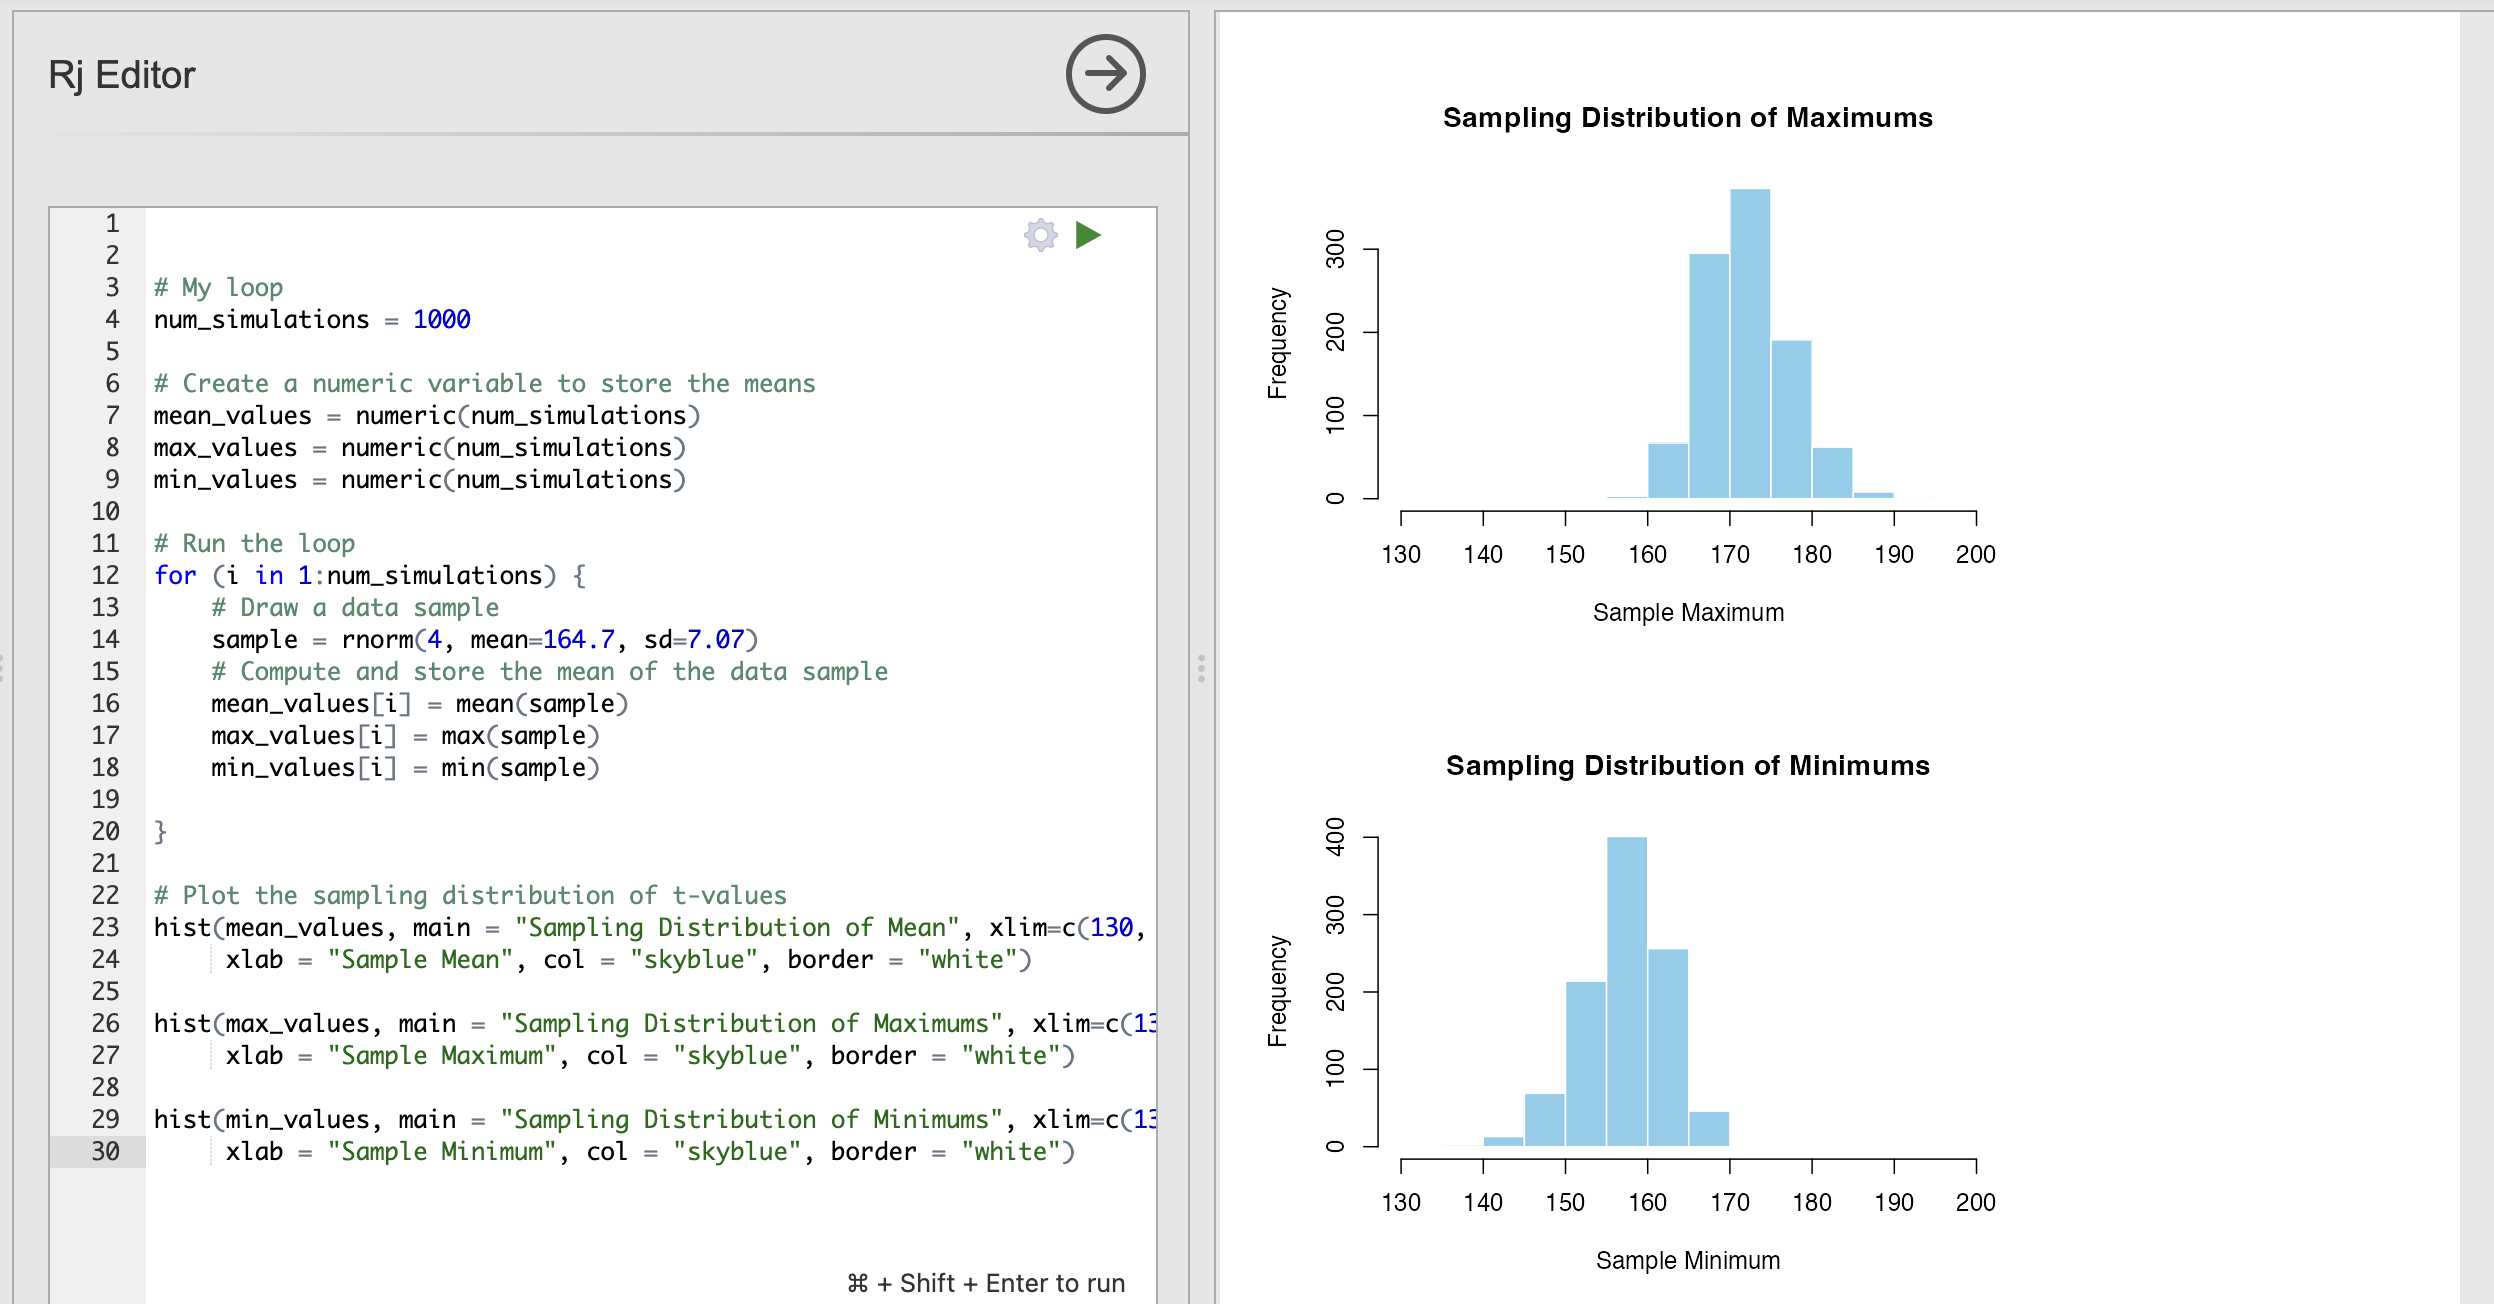 Rj Editor
1
2
3 # My loop
4 num_simulations = 1000
5
6 # Create a numeric variable to store the means
7 mean_values = numeric(num_simulations)
8 max_values = numeric(num_simulations)
9 min_values = numeric(num_simulations)
10
11 # Run the loop
12 for (i in 1:num_simulations) {
13     # Draw a data sample
14     sample = rnorm(4, mean=164.7, sd=7.07)
15     # Compute and store the mean of the data sample
16     mean_values[i] = mean(sample)
17     max_values[i] = max(sample)
18     min_values[i] = min(sample)
19
20 }
21
22 # Plot the sampling distribution of t-values
23 hist(mean_values, main = "Sampling Distribution of Mean", xlim=c(130,
24      xlab = "Sample Mean", col = "skyblue", border = "white")
25
26 hist(max_values, main = "Sampling Distribution of Maximums", xlim=c(13
27      xlab = "Sample Maximum", col = "skyblue", border = "white")
28
29 hist(min_values, main = "Sampling Distribution of Minimums", xlim=c(13
30      xlab = "Sample Minimum", col = "skyblue", border = "white")
⌘ + Shift + Enter to run
Sampling Distribution of Maximums
Frequency
300
200
100
0
130 140 150 160 170 180 190 200
Sample Maximum
Sampling Distribution of Minimums
Frequency
400
300
200
100
0
130 140 150 160 170 180 190 200
Sample Minimum